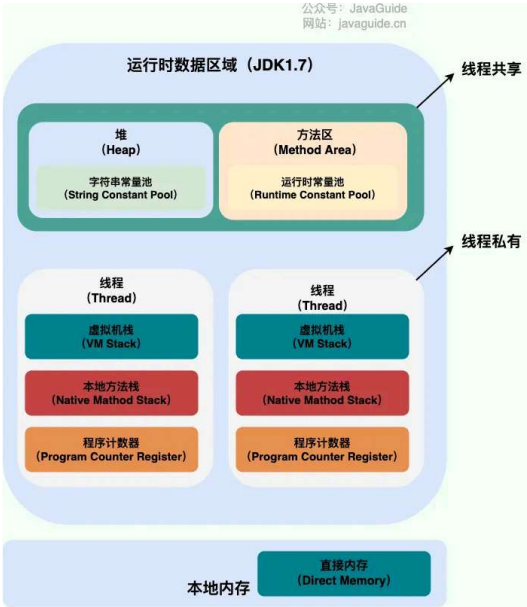 公众号：JavaGuide
网站：javaguide.cn
运行时数据区域（JDK1.7）
线程共享
堆
（Heap）
字符串常量池
（String Constant Pool）
方法区
（Method Area）
运行时常量池
（Runtime Constant Pool）
线程私有
线程
（Thread）
虚拟机栈
（VM Stack）
本地方法栈
（Native Mathod Stack）
程序计数器
（Program Counter Register）
线程
（Thread）
虚拟机栈
（VM Stack）
本地方法栈
（Native Mathod Stack）
程序计数器
（Program Counter Register）
本地内存
直接内存
（Direct Memory）